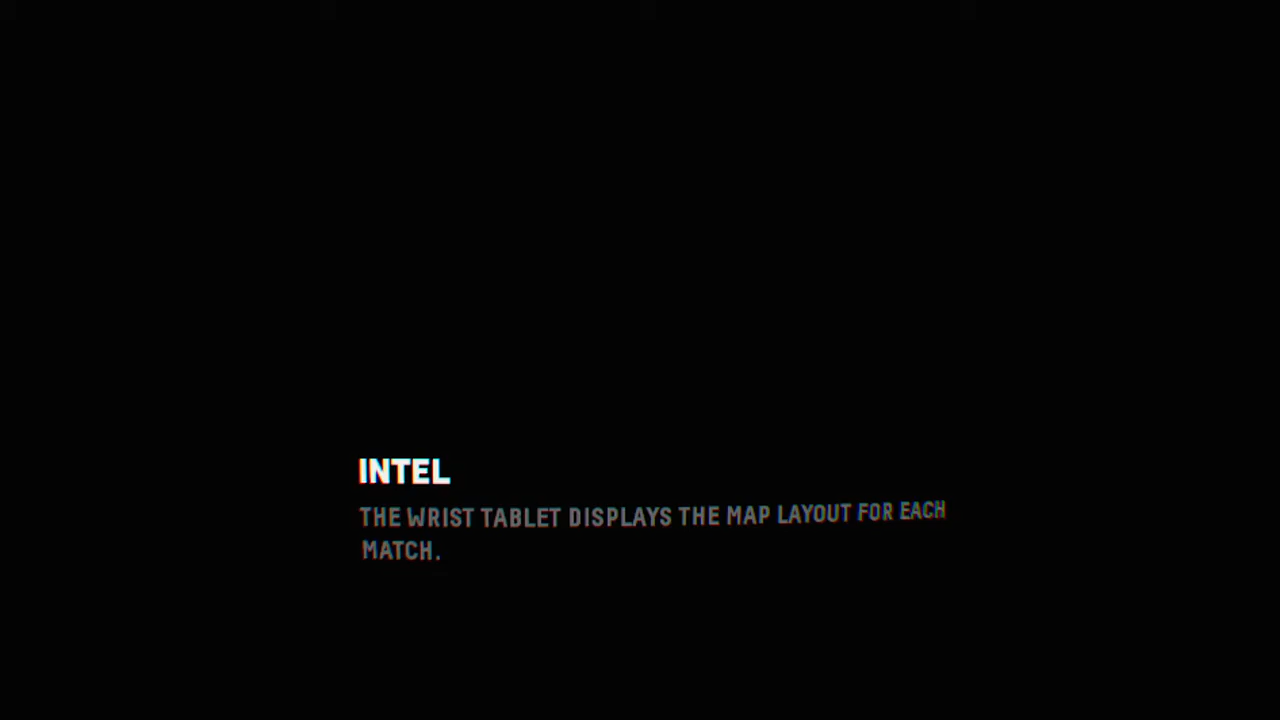 INTEL
THE WRIST TABLET DISPLAYS THE MAP LAYOUT FOR EACH
MATCH.